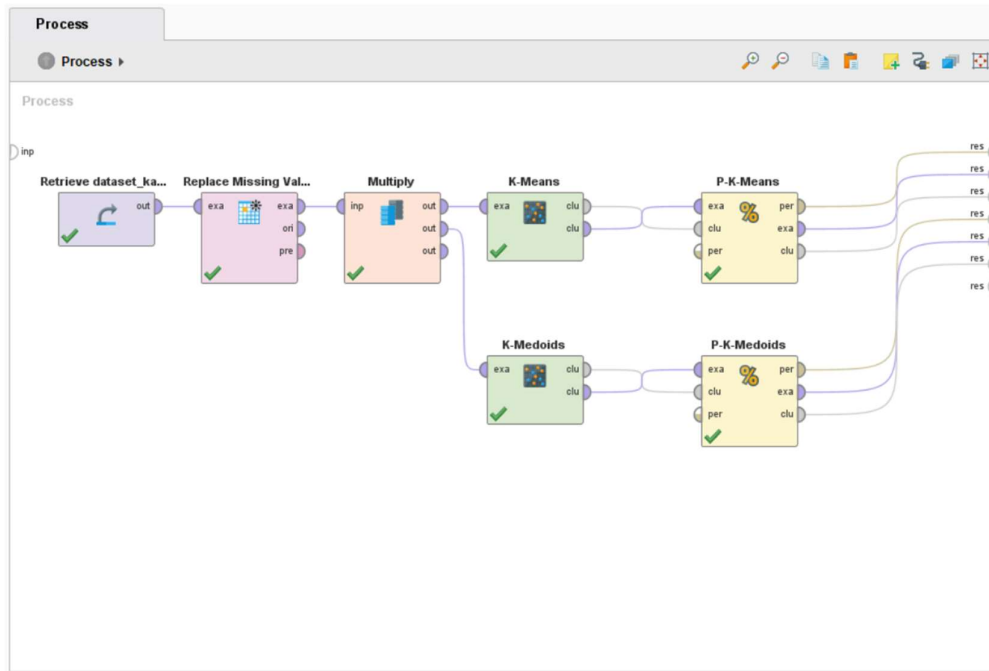 Process
Process
Process
inp
res
res
res
res
res
res
res
Retrieve dataset_ka...
out
Replace Missing Val...
exa
exa
ori
pre
Multiply
inp
out
out
out
K-Means
exa
clu
clu
P-K-Means
exa
per
clu
exa
per
clu
K-Medoids
exa
clu
clu
P-K-Medoids
exa
per
clu
exa
per
clu